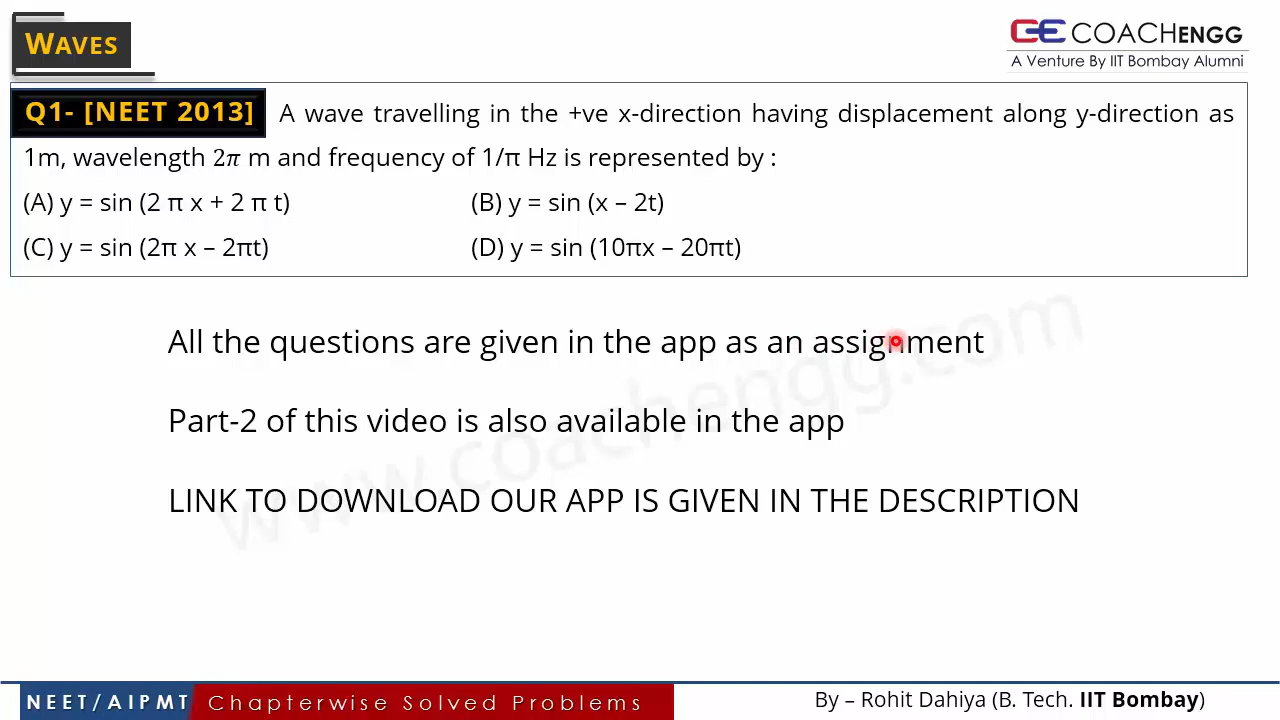 WAVES
COACHENGG
A Venture By IIT Bombay Alumni
Q1- [NEET 2013] A wave travelling in the +ve x-direction having displacement along y-direction as
1m, wavelength 2π m and frequency of 1/π Hz is represented by :
(A) y = sin (2 π x + 2 π t) (B) y = sin (x – 2t)
(C) y = sin (2π x – 2πt) (D) y = sin (10πx – 20πt)
All the questions are given in the app as an assignment
Part-2 of this video is also available in the app
LINK TO DOWNLOAD OUR APP IS GIVEN IN THE DESCRIPTION
www.coachengg.com
NEET/AIPMT Chapterwise Solved Problems By – Rohit Dahiya (B. Tech. IIT Bombay)